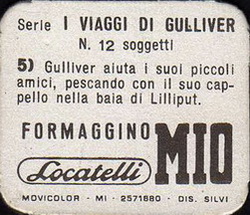 Serie I VIAGGI DI GULLIVER
N. 12 soggetti
5) Gulliver aiuta i suoi piccoli
amici, pescando con il suo cap-
pello nella baia di Lilliput.
FORMAGGINO MIO
Locatelli
MOVICOLOR - MI - 2571880 - DIS. SILVI